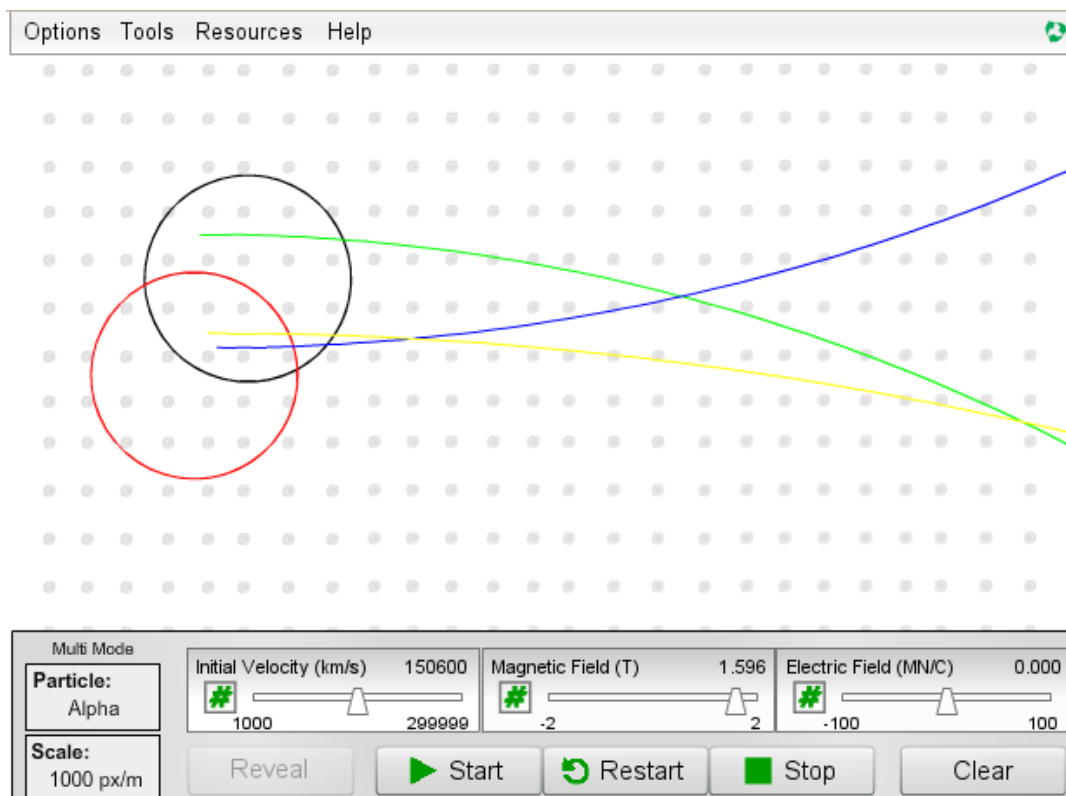 Options Tools Resources Help
Multi Mode
Particle:
Alpha
Scale:
1000 px/m
Initial Velocity (km/s) 150600
#
1000 299999
Magnetic Field (T) 1.596
#
-2 2
Electric Field (MN/C) 0.000
#
-100 100
Reveal Start Restart Stop Clear